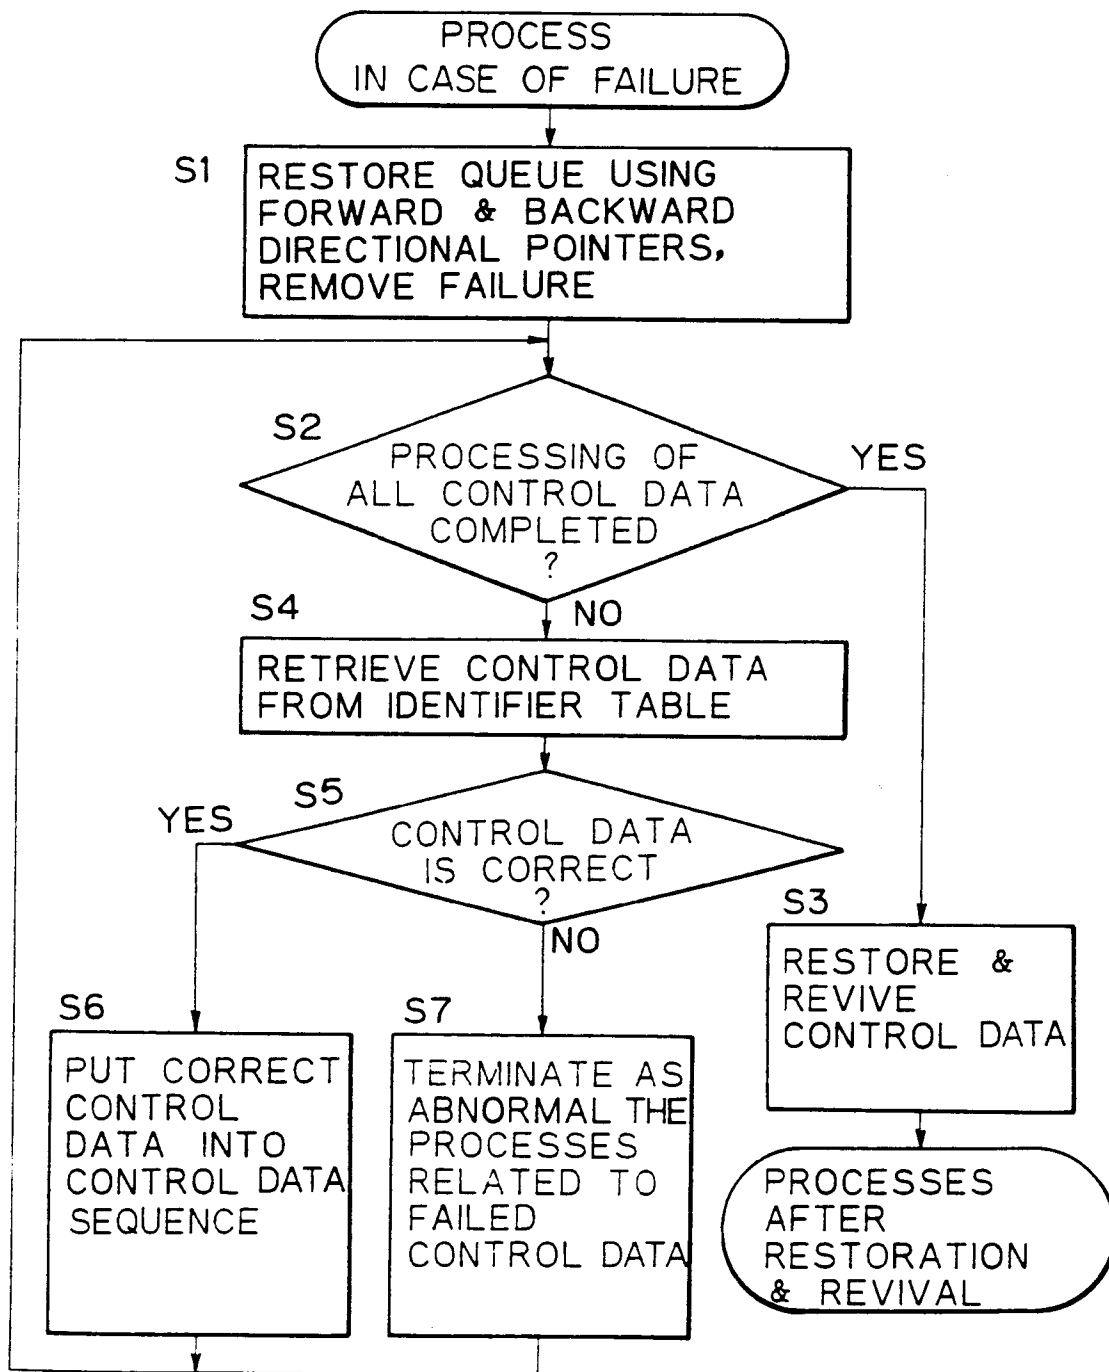 PROCESS
IN CASE OF FAILURE
S1
RESTORE QUEUE USING
FORWARD & BACKWARD
DIRECTIONAL POINTERS,
REMOVE FAILURE
S2
PROCESSING OF
ALL CONTROL DATA
COMPLETED
?
YES
NO
S4
RETRIEVE CONTROL DATA
FROM IDENTIFIER TABLE
S5
YES
CONTROL DATA
IS CORRECT
?
NO
S3
RESTORE &
REVIVE
CONTROL DATA
S6
PUT CORRECT
CONTROL
DATA INTO
CONTROL DATA
SEQUENCE
S7
TERMINATE AS
ABNORMAL THE
PROCESSES
RELATED TO
FAILED
CONTROL DATA
PROCESSES
AFTER
RESTORATION
& REVIVAL